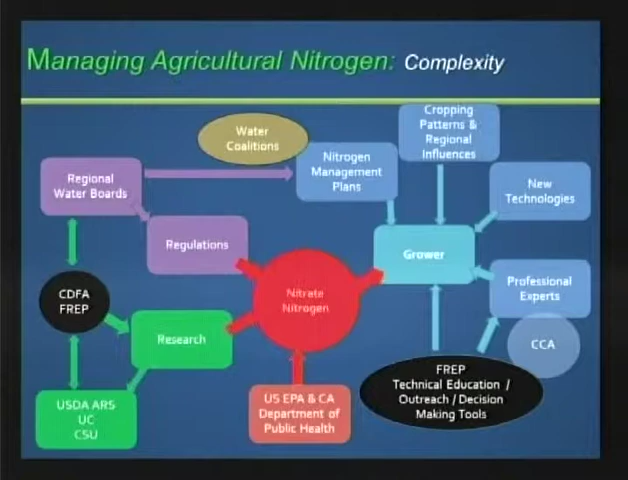 Managing Agricultural Nitrogen: Complexity
Cropping
Patterns &
Regional
Influences
Water
Coalitions
Nitrogen
Management
Plans
Regional
Water Boards
New
Technologies
Regulations
Grower
Professional
Experts
Nitrate
Nitrogen
CDFA
FREP
Research
CCA
FREP
Technical Education /
Outreach / Decision
Making Tools
USDA ARS
UC
CSU
US EPA & CA
Department of
Public Health